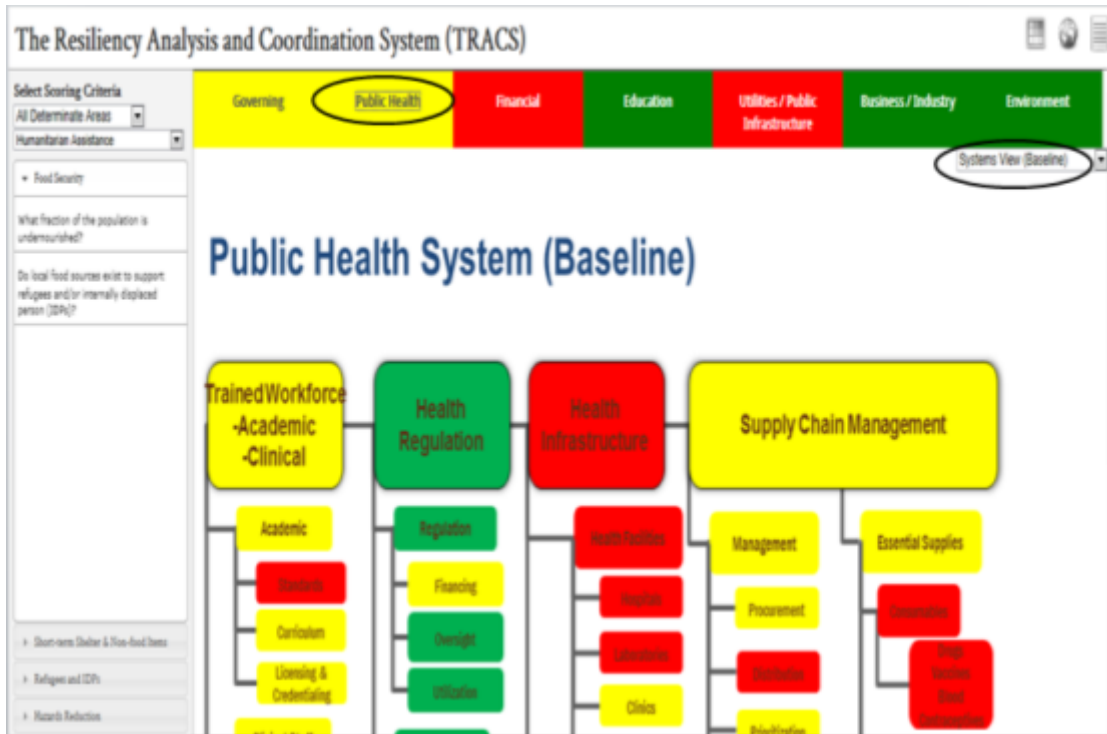 The Resiliency Analysis and Coordination System (TRACS)
Select Scoring Criteria
All Determinate Areas
Humanitarian Assistance
Food Security
What fraction of the population is
undernourished?
Do local food sources exist to support
refugees and/or internally displaced
person (IDPs)?
Short-term Shelter & Non-food Items
Refugees and IDPs
Hazards Reduction
Governing
Public Health
Financial
Education
Utilities / Public
Infrastructure
Business / Industry
Environment
Systems View (Baseline)
Public Health System (Baseline)
Trained Workforce
-Academic
-Clinical
Health
Regulation
Health
Infrastructure
Supply Chain Management
Academic
Standards
Curriculum
Licensing &
Credentialing
Regulation
Financing
Oversight
Utilization
Health Facilities
Hospitals
Laboratories
Clinics
Management
Procurement
Distribution
Prioritization
Essential Supplies
Consumables
Drugs
Vaccines
Blood
Contraceptives